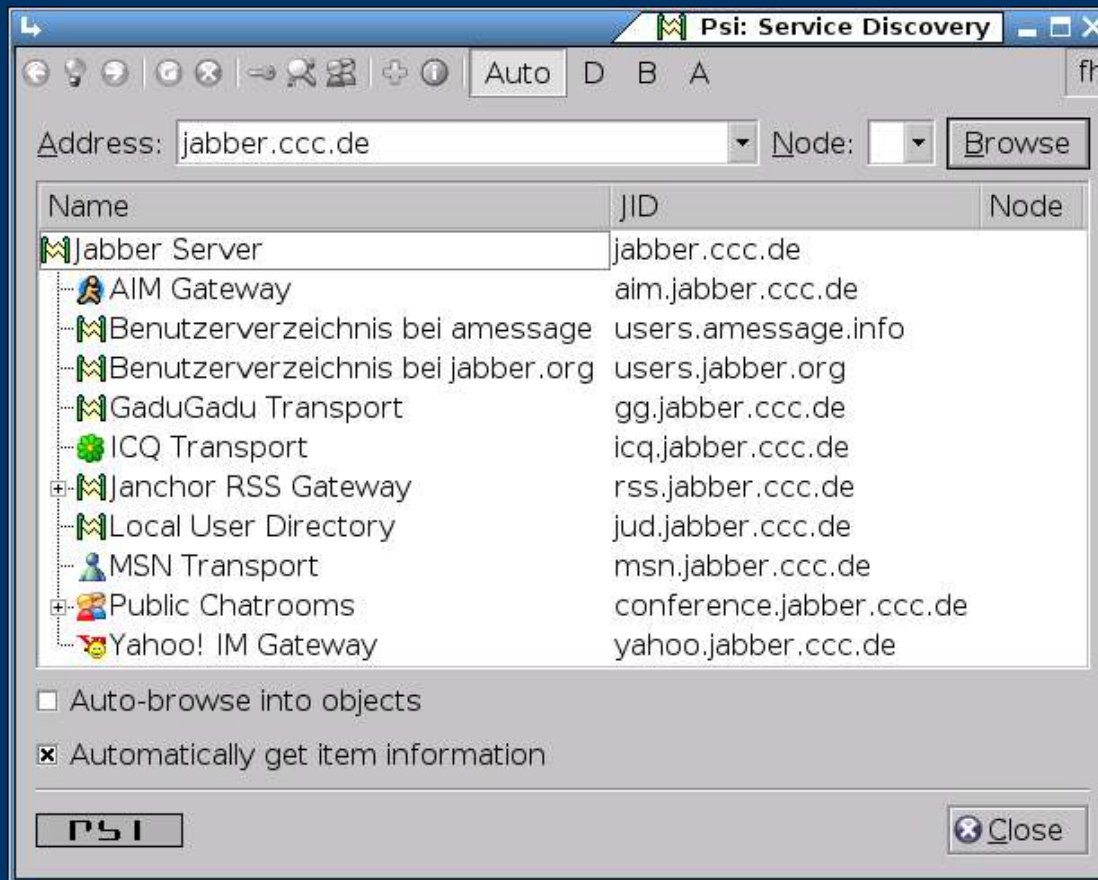 Psi: Service Discovery
Auto D B A fh
Address: jabber.ccc.de Node: Browse
Name JID Node
Jabber Server jabber.ccc.de
AIM Gateway aim.jabber.ccc.de
Benutzerverzeichnis bei amessage users.amessage.info
Benutzerverzeichnis bei jabber.org users.jabber.org
GaduGadu Transport gg.jabber.ccc.de
ICQ Transport icq.jabber.ccc.de
Janchor RSS Gateway rss.jabber.ccc.de
Local User Directory jud.jabber.ccc.de
MSN Transport msn.jabber.ccc.de
Public Chatrooms conference.jabber.ccc.de
Yahoo! IM Gateway yahoo.jabber.ccc.de
Auto-browse into objects
Automatically get item information
PSI Close